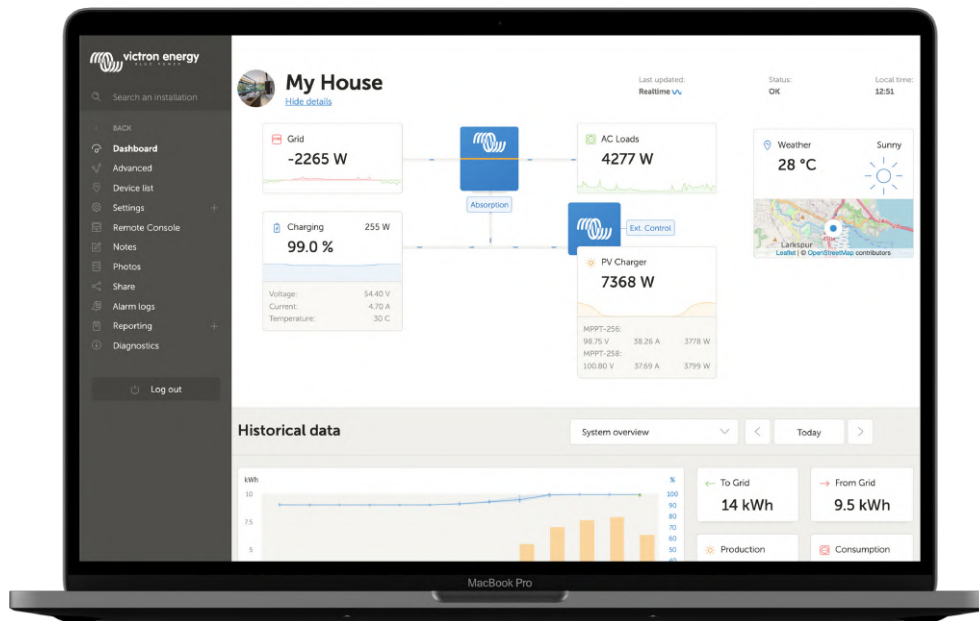 victron energy
BLUE POWER
Search an installation
BACK
Dashboard
Advanced
Device list
Settings +
Remote Console
Notes
Photos
Share
Alarm logs
Reporting +
Diagnostics
Log out
My House
Hide details
Last updated:
Realtime
Status:
OK
Local time:
12:51
Grid
-2265 W
AC Loads
4277 W
Weather Sunny
28 °C
Larkspur
Leaflet | © OpenStreetMap contributors
Absorption
Charging 255 W
99.0 %
Voltage: 54.40 V
Current: 4.70 A
Temperature: 30 C
Ext. Control
PV Charger
7368 W
MPPT-256:
98.75 V 38.26 A 3778 W
MPPT-258:
100.80 V 37.69 A 3799 W
Historical data
System overview
Today
kWh %
10 100
90
7.5 80
70
60
5 50
40
To Grid
14 kWh
From Grid
9.5 kWh
Production
Consumption
MacBook Pro